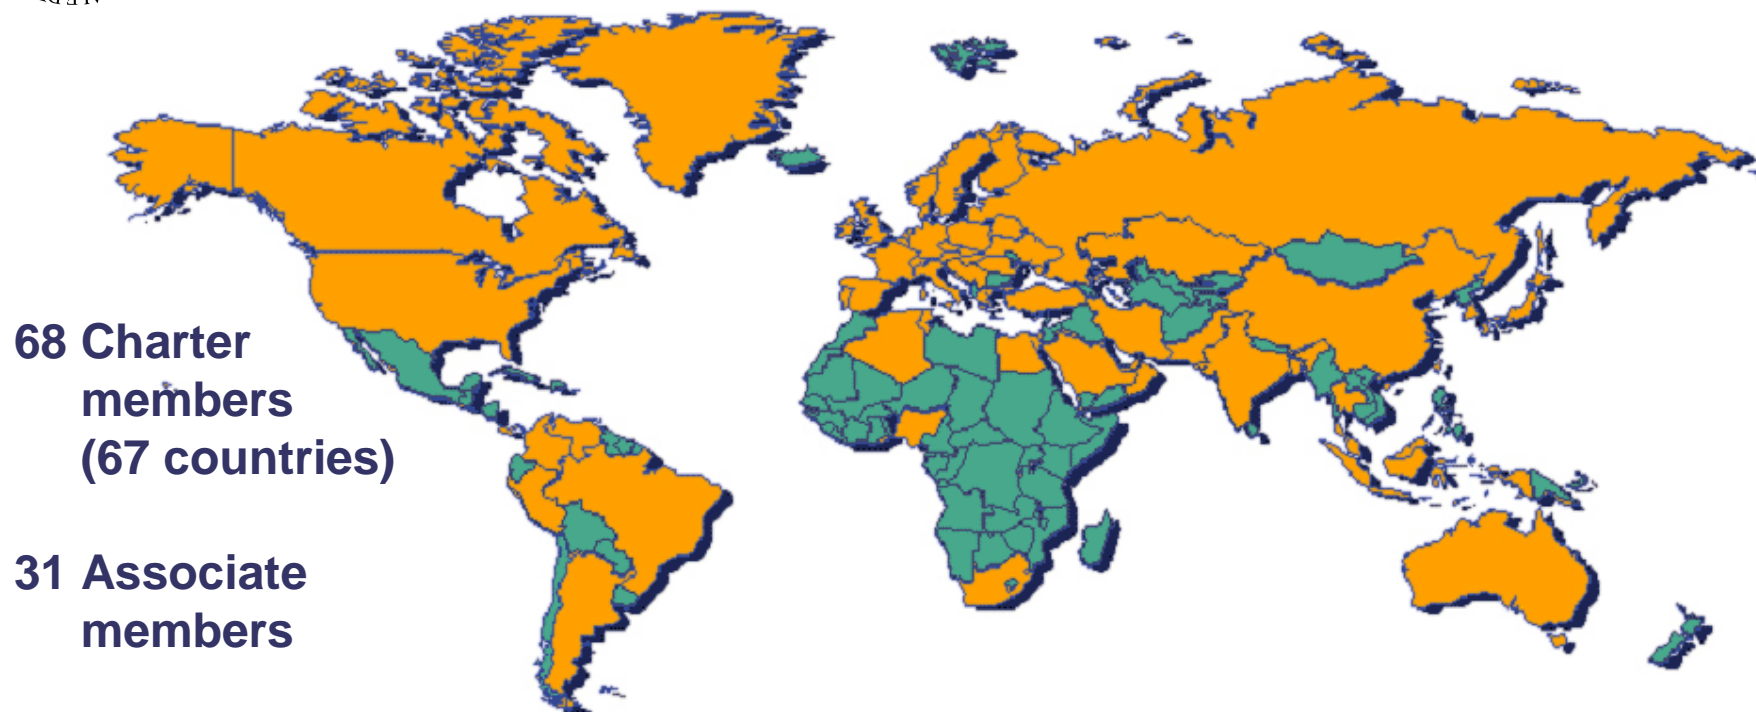 68 Charter
members
(67 countries)
31 Associate
members